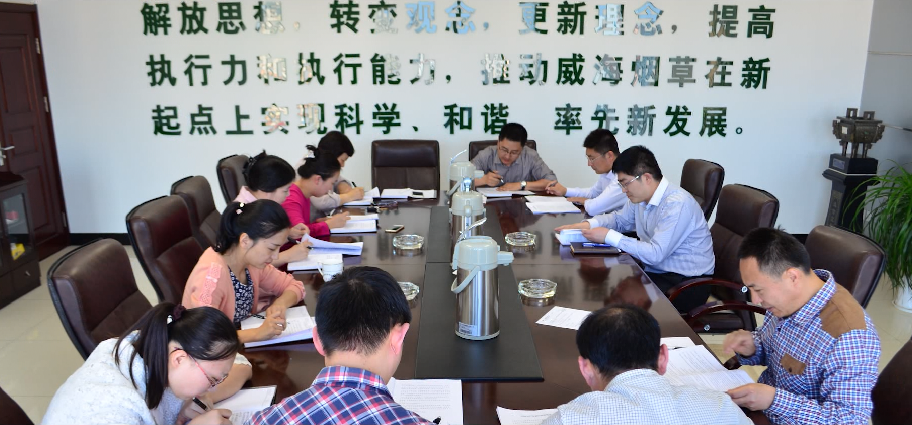 解放思想，转变观念，更新理念，提高
执行力和执行能力，推动威海烟草在新
起点上实现科学、和谐 率先新发展。